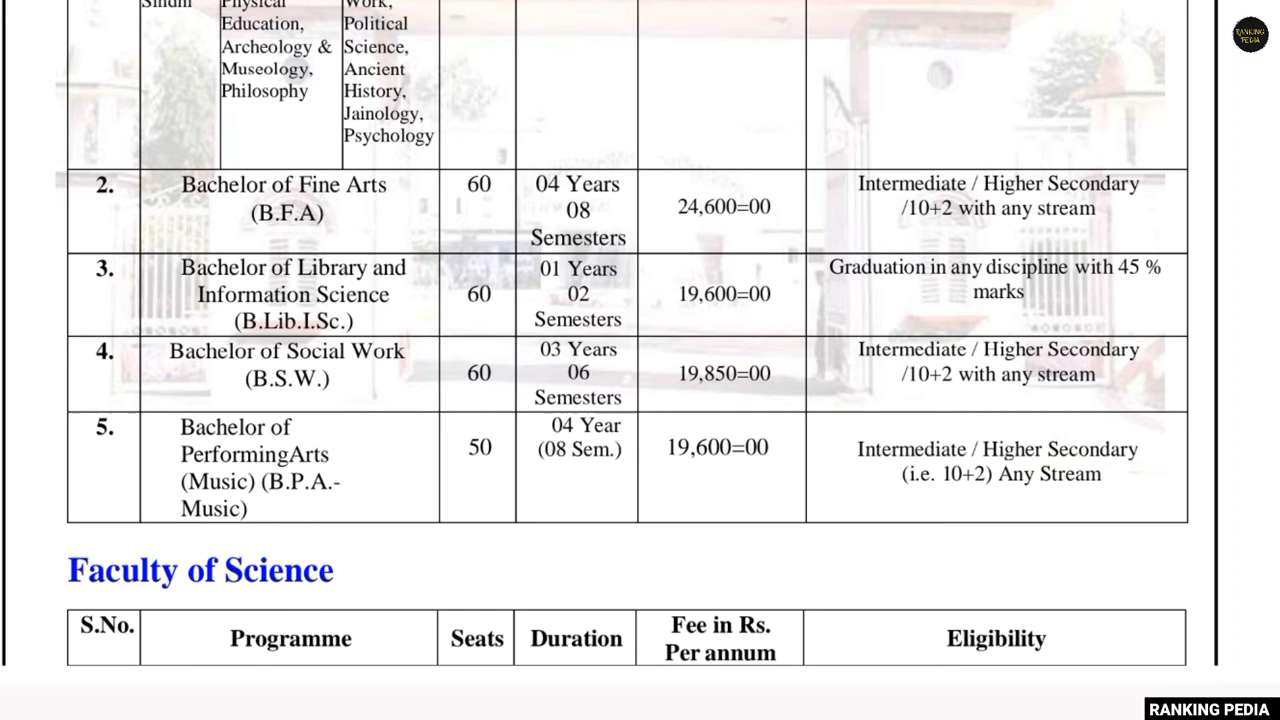 Sindhi
Physical
Education,
Archeology &
Museology,
Philosophy
Work,
Political
Science,
Ancient
History,
Jainology,
Psychology
2.
Bachelor of Fine Arts
(B.F.A)
60
04 Years
08
Semesters
24,600=00
Intermediate / Higher Secondary
/10+2 with any stream
3.
Bachelor of Library and
Information Science
(B.Lib.I.Sc.)
60
01 Years
02
Semesters
19,600=00
Graduation in any discipline with 45 %
marks
4.
Bachelor of Social Work
(B.S.W.)
60
03 Years
06
Semesters
19,850=00
Intermediate / Higher Secondary
/10+2 with any stream
5.
Bachelor of
PerformingArts
(Music) (B.P.A.-
Music)
50
04 Year
(08 Sem.)
19,600=00
Intermediate / Higher Secondary
(i.e. 10+2) Any Stream
Faculty of Science
S.No.
Programme
Seats
Duration
Fee in Rs.
Per annum
Eligibility
RANKING
PEDIA
RANKING PEDIA